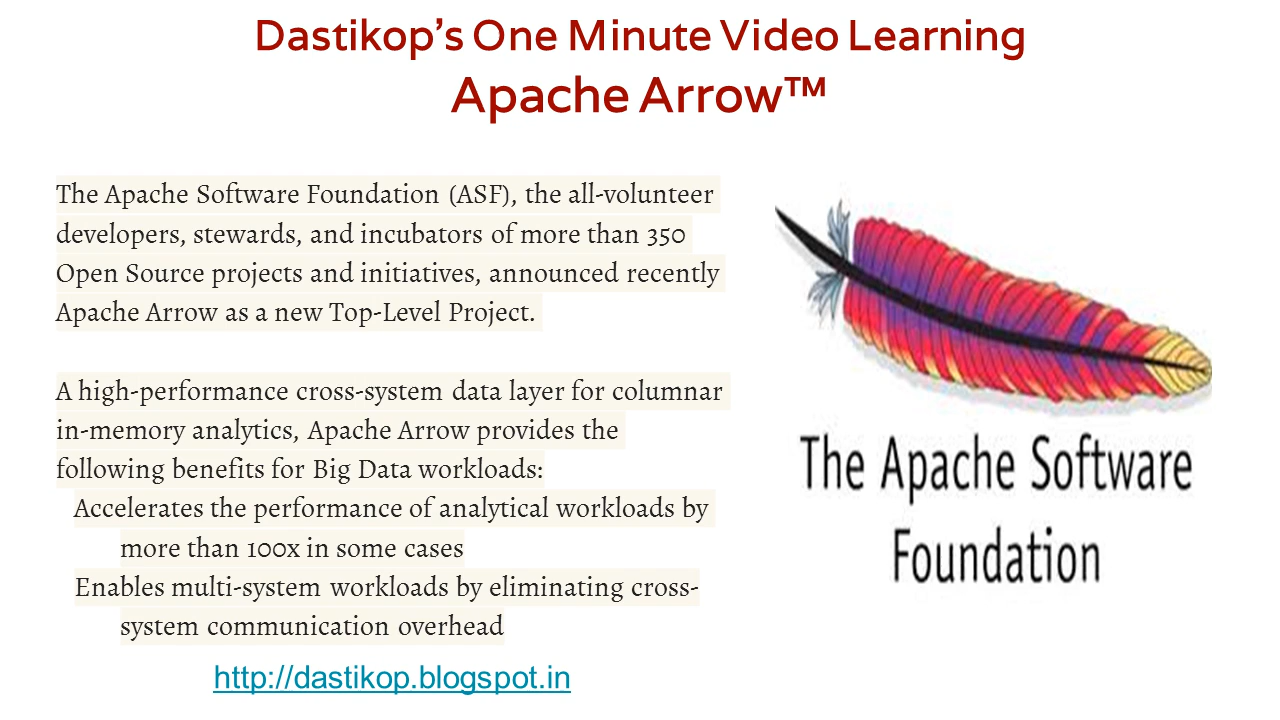 Dastikop’s One Minute Video Learning
Apache Arrow™
The Apache Software Foundation (ASF), the all-volunteer
developers, stewards, and incubators of more than 350
Open Source projects and initiatives, announced recently
Apache Arrow as a new Top-Level Project.
A high-performance cross-system data layer for columnar
in-memory analytics, Apache Arrow provides the
following benefits for Big Data workloads:
Accelerates the performance of analytical workloads by
more than 100x in some cases
Enables multi-system workloads by eliminating cross-
system communication overhead
http://dastikop.blogspot.in
The Apache Software
Foundation